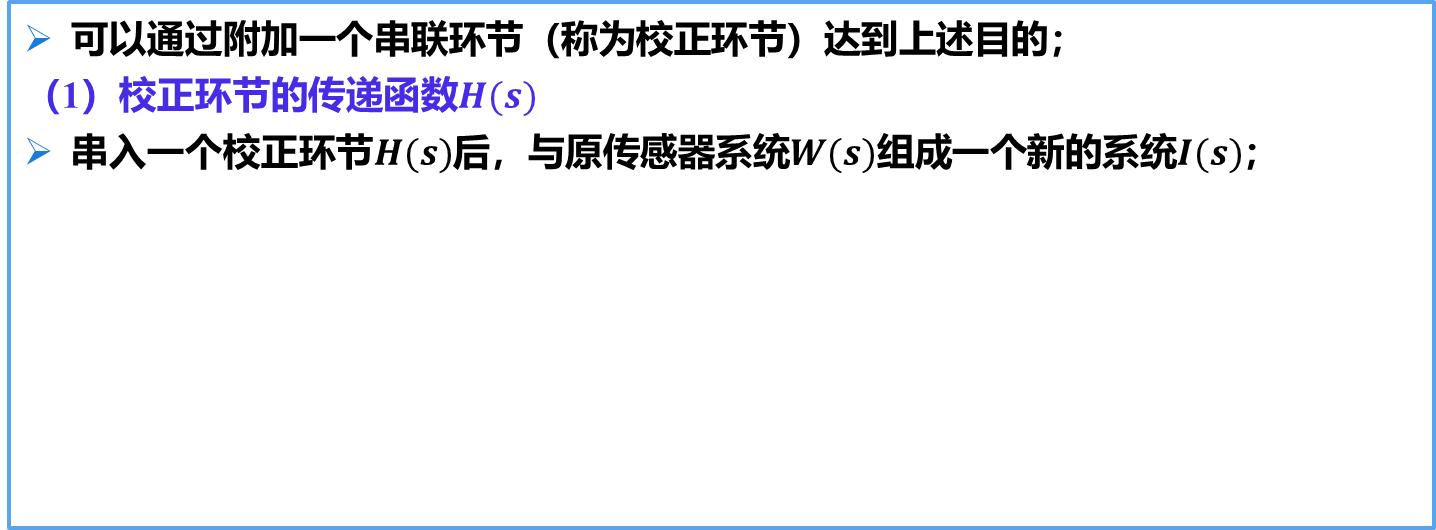 ➢ 可以通过附加一个串联环节（称为校正环节）达到上述目的；
（1）校正环节的传递函数H(s)
➢ 串入一个校正环节H(s)后，与原传感器系统W(s)组成一个新的系统I(s)；